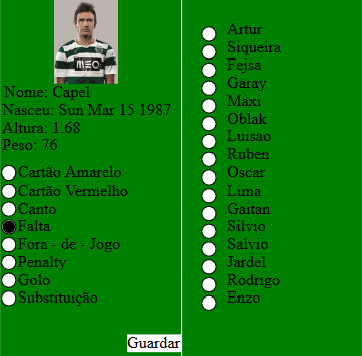 MEO
Nome: Capel
Nasceu: Sun Mar 15 1987
Altura: 1.68
Peso: 76
Cartão Amarelo
Cartão Vermelho
Canto
Falta
Fora - de - Jogo
Penalty
Golo
Substituição
Guardar
Artur
Siqueira
Fejsa
Garay
Maxi
Oblak
Luisao
Ruben
Oscar
Lima
Gaitan
Silvio
Salvio
Jardel
Rodrigo
Enzo